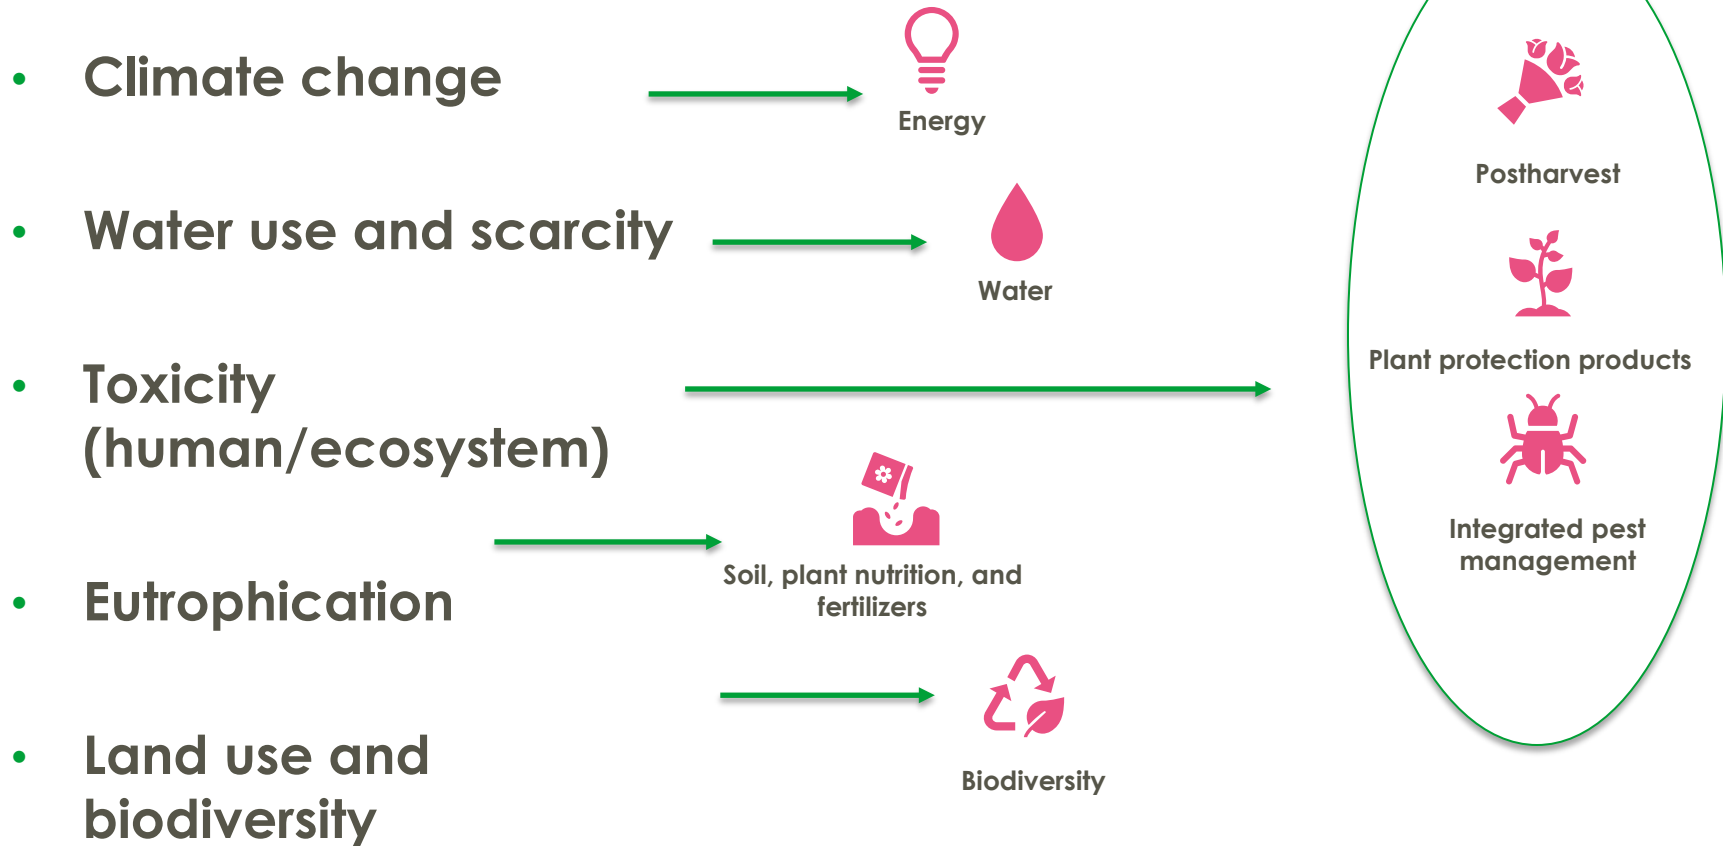 • Climate change
Energy
• Water use and scarcity
Water
• Toxicity
(human/ecosystem)
Soil, plant nutrition, and
fertilizers
• Eutrophication
Biodiversity
• Land use and
biodiversity
Postharvest
Plant protection products
Integrated pest
management